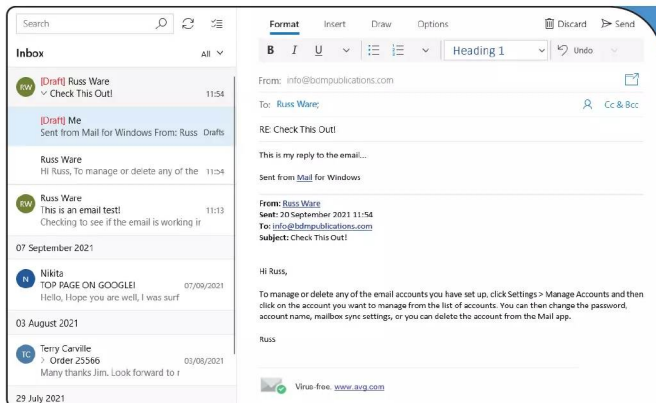 Search
Inbox
All
RW
[Draft] Russ Ware
Check This Out!
11:54
[Draft] Me
Sent from Mail for Windows From: Russ
Drafts
Russ Ware
Hi Russ, To manage or delete any of the
11:54
RW
Russ Ware
This is an email test!
11:13
Checking to see if the email is working ir
07 September 2021
N
Nikita
TOP PAGE ON GOOGLE!
07/09/2021
Hello, Hope you are well, I was surf
03 August 2021
TC
Terry Carville
> Order 25566
03/08/2021
Many thanks Jim. Look forward to r
29 July 2021
Format Insert Draw Options
Discard Send
B I U Heading 1 Undo
From: info@bdmpublications.com
To: Russ Ware;
Cc & Bcc
RE: Check This Out!
This is my reply to the email...
Sent from Mail for Windows
From: Russ Ware
Sent: 20 September 2021 11:54
To: info@bdmpublications.com
Subject: Check This Out!
Hi Russ,
To manage or delete any of the email accounts you have set up, click Settings > Manage Accounts and then
click on the account you want to manage from the list of accounts. You can then change the password,
account name, mailbox sync settings, or you can delete the account from the Mail app.
Russ
Virus-free. www.avg.com